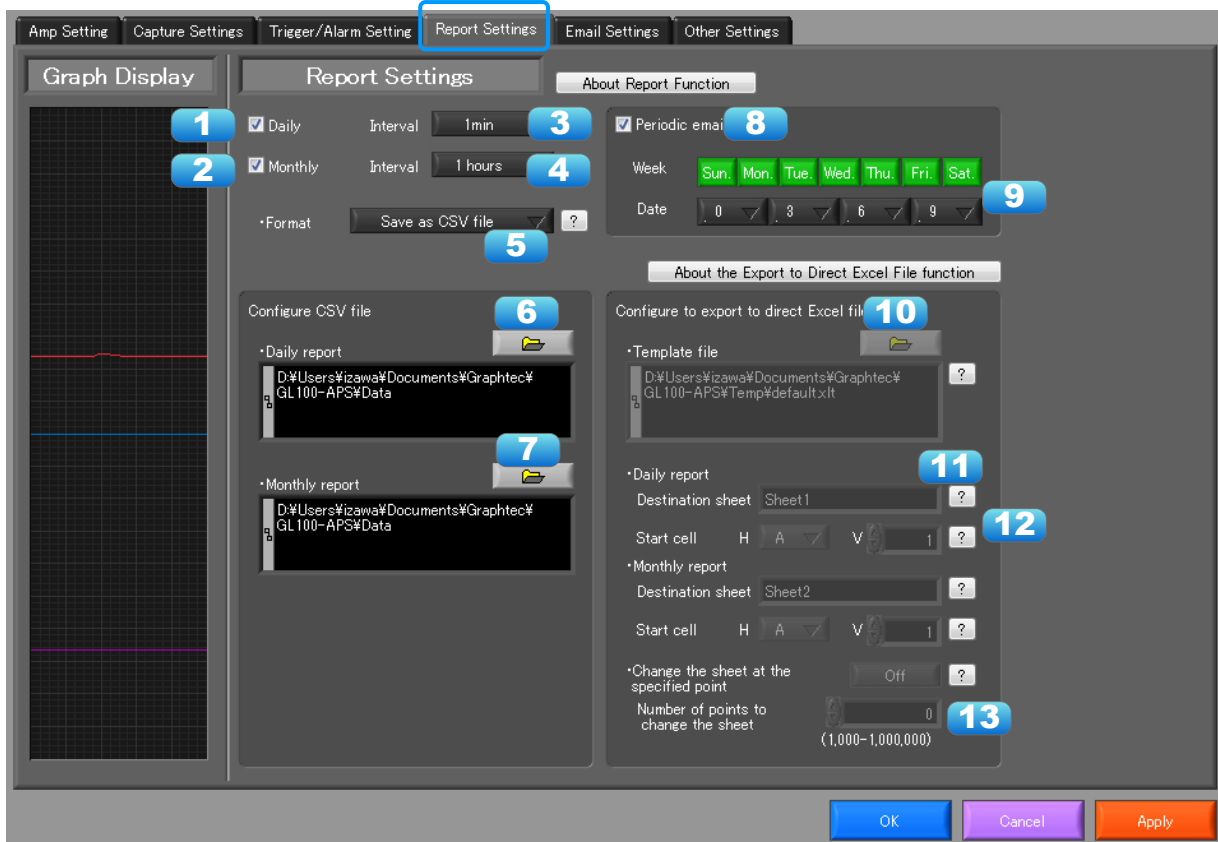 Amp Setting Capture Settings Trigger/Alarm Setting Report Settings Email Settings Other Settings
Graph Display
Report Settings
About Report Function
1
Daily Interval 1min
3
2
Monthly Interval 1 hours
4
・Format Save as CSV file ?
5
8
Week Sun. Mon. Tue. Wed. Thu. Fri. Sat.
Date 0 3 6 9
9
Periodic
About the Export to Direct Excel File function
Configure CSV file
6
・Daily report
D:¥Users¥izawa¥Documents¥Graphtec¥
GL100-APS¥Data
7
・Monthly report
D:¥Users¥izawa¥Documents¥Graphtec¥
GL100-APS¥Data
Configure to export to direct Excel
10
・Template file
D:¥Users¥izawa¥Documents¥Graphtec¥ ?
GL100-APS¥Temp¥default.xlt
11
・Daily report
Destination sheet Sheet1 ?
12
Start cell H A V 1 ?
・Monthly report
Destination sheet Sheet2 ?
Start cell H A V 1 ?
・Change the sheet at the Off ?
specified point
Number of points to 0
change the sheet
13
(1,000-1,000,000)
OK Cancel Apply